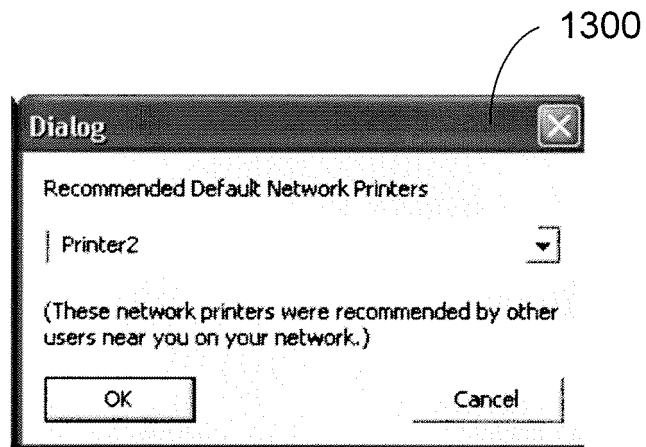 1300
Dialog
Recommended Default Network Printers
Printer2
(These network printers were recommended by other
users near you on your network.)
OK
Cancel